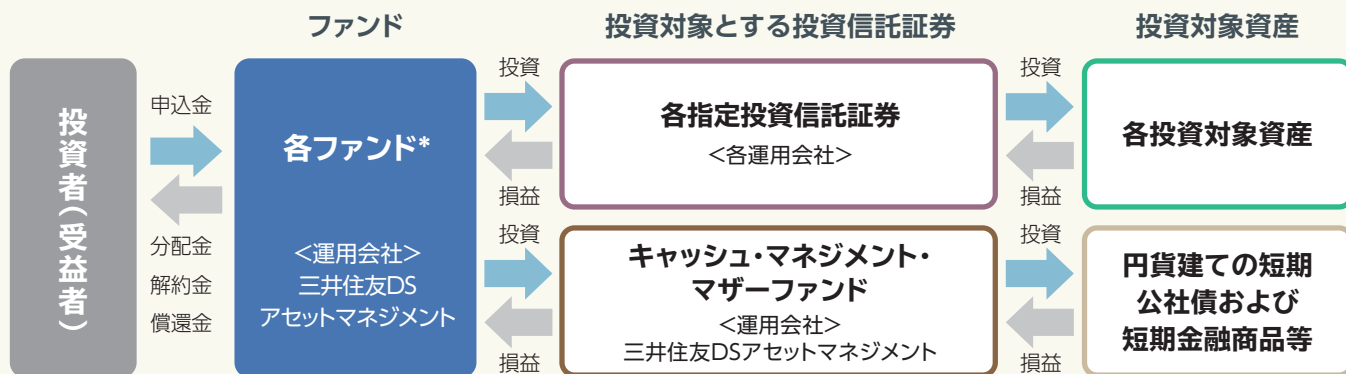 ファンド
投資対象とする投資信託証券
投資対象資産
投資者(受益者)
申込金
分配金
解約金
償還金
各ファンド*
<運用会社>
三井住友DS
アセットマネジメント
投資
損益
投資
損益
各指定投資信託証券
<各運用会社>
キャッシュ・マネジメント・
マザーファンド
<運用会社>
三井住友DSアセットマネジメント
投資
損益
投資
損益
各投資対象資産
円貨建ての短期
公社債および
短期金融商品等